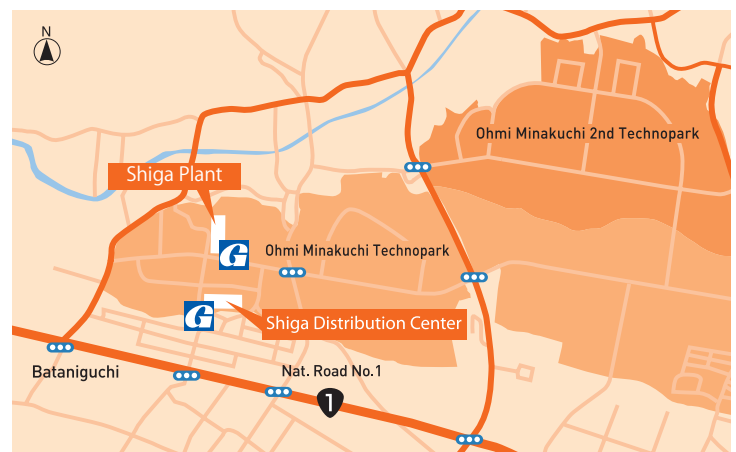 N
Ohmi Minakuchi 2nd Technopark
Shiga Plant
Ohmi Minakuchi Technopark
G
G
Shiga Distribution Center
Bataniguchi
Nat. Road No.1
1